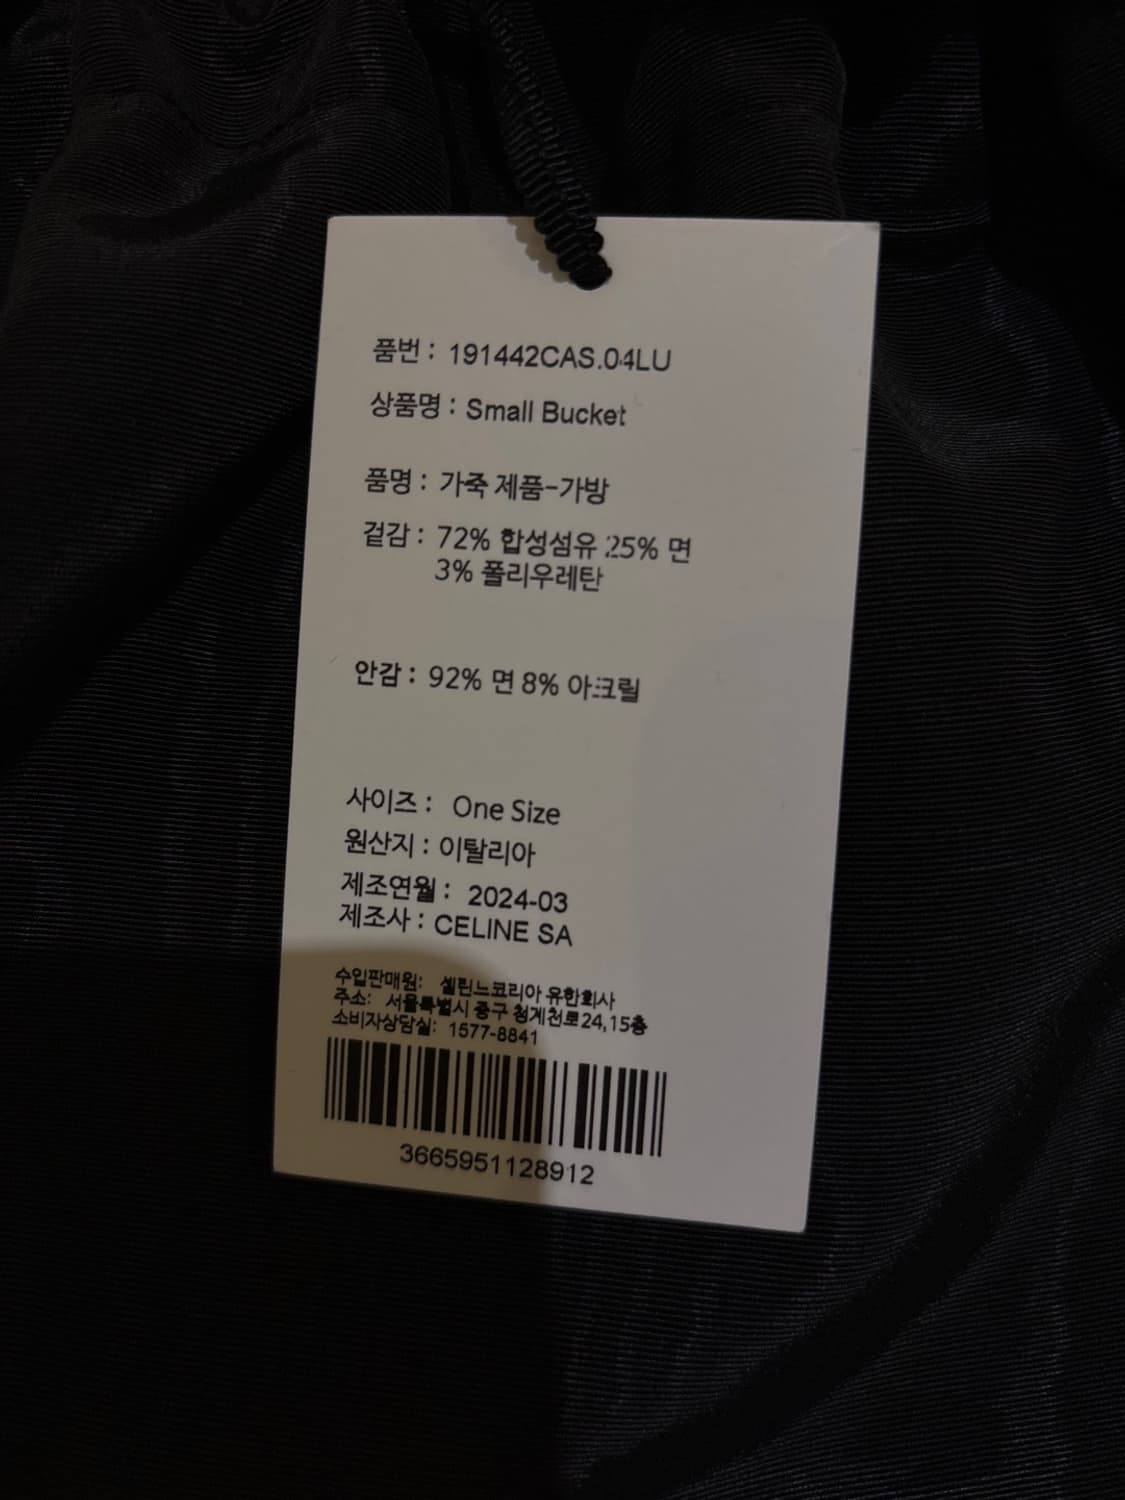 품번 : 191442CAS.04LU
상품명 : Small Bucket
품명 : 가죽 제품-가방
겉감 : 72% 합성섬유 25% 면
3% 폴리우레탄
안감 : 92% 면 8% 아크릴
사이즈 : One Size
원산지 : 이탈리아
제조연월 : 2024-03
제조사 : CELINE SA
수입판매원: 셀린느코리아 유한회사
주소: 서울특별시 중구 청계천로24,15층
소비자상담실: 1577-8841
3665951128912